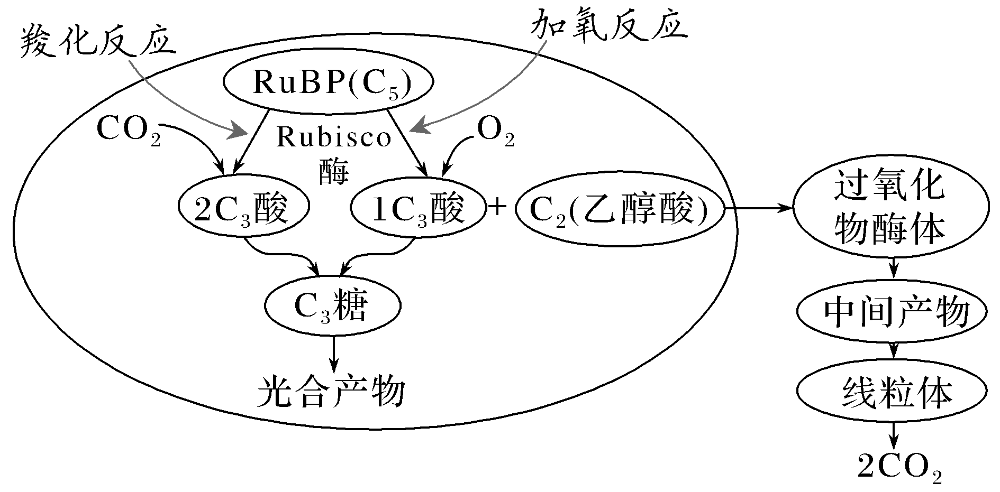 羧化反应
加氧反应
RuBP(C₅)
CO₂
Rubisco
酶
O₂
2C₃酸
1C₃酸
+
C₂(乙醇酸)
过氧化
物酶体
C₃糖
中间产物
光合产物
线粒体
2CO₂